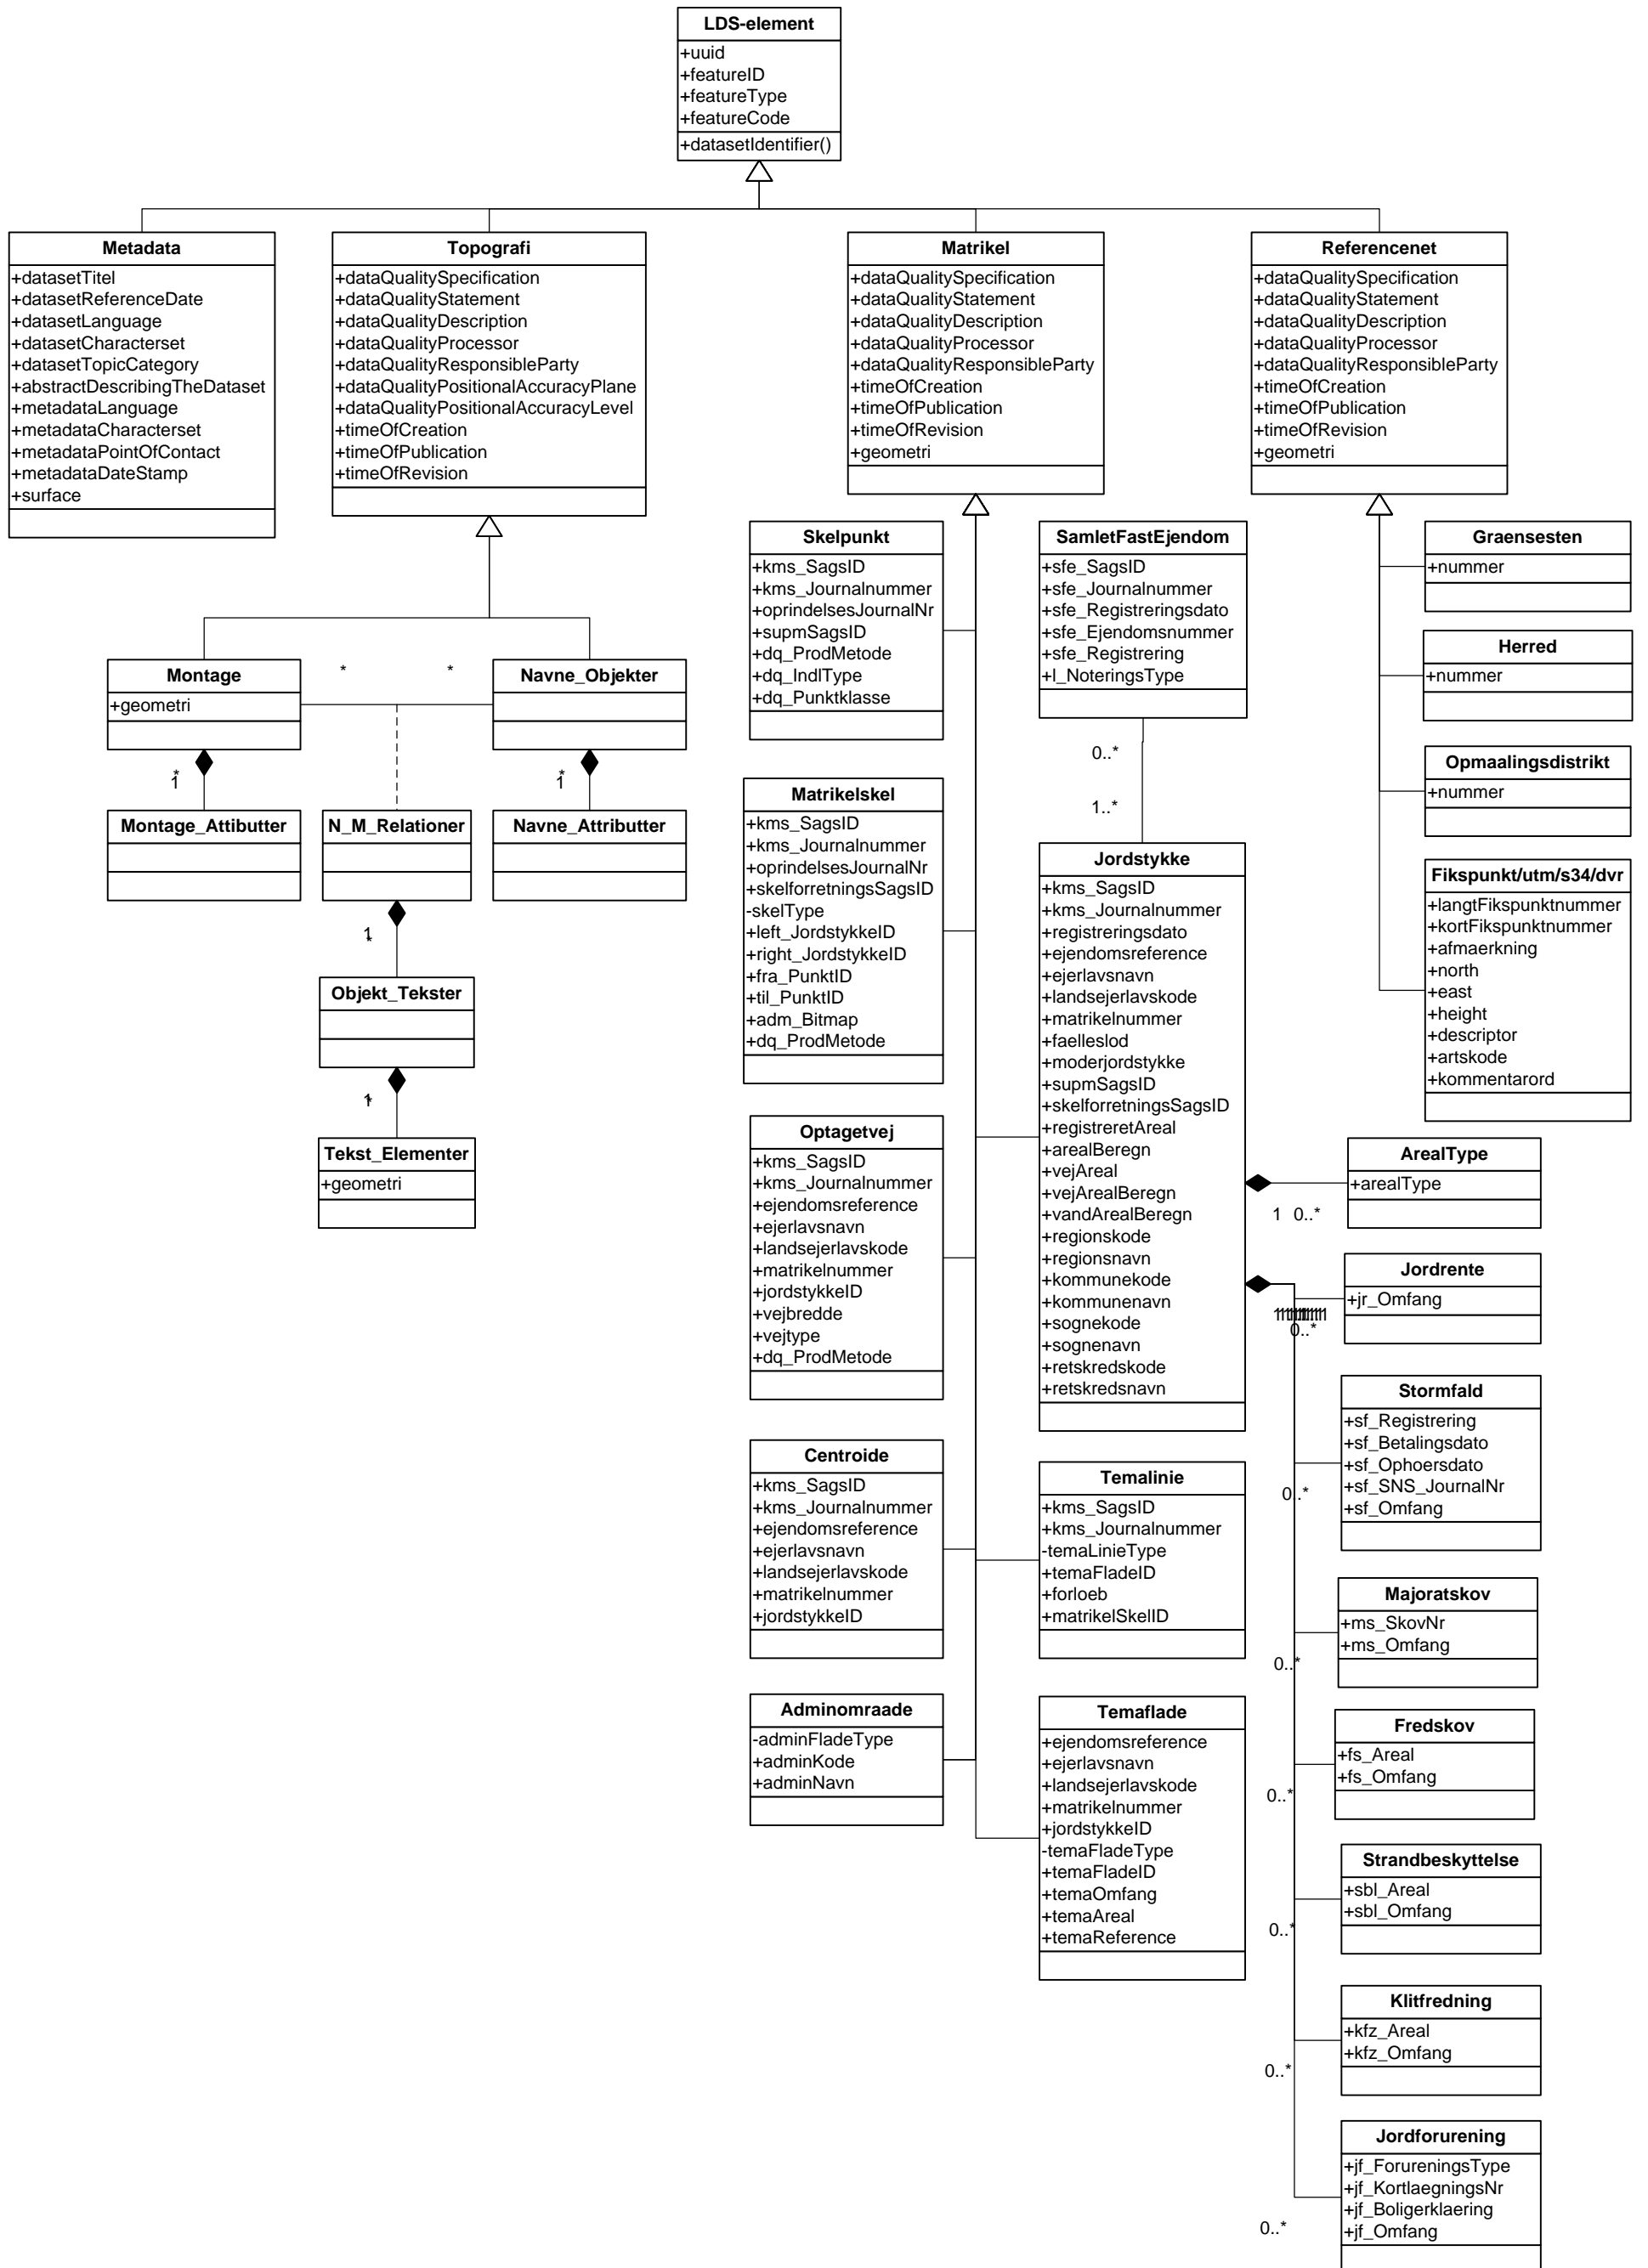 LDS-element
+uuid
+featureID
+featureType
+featureCode
+datasetIdentifier()
Metadata
+datasetTitel
+datasetReferenceDate
+datasetLanguage
+datasetCharacterset
+datasetTopicCategory
+abstractDescribingTheDataset
+metadataLanguage
+metadataCharacterset
+metadataPointOfContact
+metadataDateStamp
+surface
Topografi
+dataQualitySpecification
+dataQualityStatement
+dataQualityDescription
+dataQualityProcessor
+dataQualityResponsibleParty
+dataQualityPositionalAccuracyPlane
+dataQualityPositionalAccuracyLevel
+timeOfCreation
+timeOfPublication
+timeOfRevision
Matrikel
+dataQualitySpecification
+dataQualityStatement
+dataQualityDescription
+dataQualityProcessor
+dataQualityResponsibleParty
+timeOfCreation
+timeOfPublication
+timeOfRevision
+geometri
Referencenet
+dataQualitySpecification
+dataQualityStatement
+dataQualityDescription
+dataQualityProcessor
+dataQualityResponsibleParty
+timeOfCreation
+timeOfPublication
+timeOfRevision
+geometri
Montage
+geometri
*
*
Navne_Objekter
*
1
*
1
Montage_Attibutter
N_M_Relationer
Navne_Attributter
1
*
Objekt_Tekster
1
*
Tekst_Elementer
+geometri
Skelpunkt
+kms_SagsID
+kms_Journalnummer
+oprindelsesJournalNr
+supmSagsID
+dq_ProdMetode
+dq_IndlType
+dq_Punktklasse
Matrikelskel
+kms_SagsID
+kms_Journalnummer
+oprindelsesJournalNr
+skelforretningsSagsID
-skelType
+left_JordstykkeID
+right_JordstykkeID
+fra_PunktID
+til_PunktID
+adm_Bitmap
+dq_ProdMetode
Optagetvej
+kms_SagsID
+kms_Journalnummer
+ejendomsreference
+ejerlavsnavn
+landsejerlavskode
+matrikelnummer
+jordstykkeID
+vejbredde
+vejtype
+dq_ProdMetode
Centroide
+kms_SagsID
+kms_Journalnummer
+ejendomsreference
+ejerlavsnavn
+landsejerlavskode
+matrikelnummer
+jordstykkeID
Adminomraade
-adminFladeType
+adminKode
+adminNavn
SamletFastEjendom
+sfe_SagsID
+sfe_Journalnummer
+sfe_Registreringsdato
+sfe_Ejendomsnummer
+sfe_Registrering
+l_NoteringsType
0..*
1..*
Jordstykke
+kms_SagsID
+kms_Journalnummer
+registreringsdato
+ejendomsreference
+ejerlavsnavn
+landsejerlavskode
+matrikelnummer
+faelleslod
+moderjordstykke
+supmSagsID
+skelforretningsSagsID
+registreretAreal
+arealBeregn
+vejAreal
+vejArealBeregn
+vandArealBeregn
+regionskode
+regionsnavn
+kommunekode
+kommunenavn
+sognekode
+sognenavn
+retskredskode
+retskredsnavn
Temalinie
+kms_SagsID
+kms_Journalnummer
-temaLinieType
+temaFladeID
+forloeb
+matrikelSkelID
Temaflade
+ejendomsreference
+ejerlavsnavn
+landsejerlavskode
+matrikelnummer
+jordstykkeID
-temaFladeType
+temaFladeID
+temaOmfang
+temaAreal
+temaReference
Graensesten
+nummer
Herred
+nummer
Opmaalingsdistrikt
+nummer
Fikspunkt/utm/s34/dvr
+langtFikspunktnummer
+kortFikspunktnummer
+afmaerkning
+north
+east
+height
+descriptor
+artskode
+kommentarord
ArealType
+arealType
1 0..*
Jordrente
+jr_Omfang
0..*
Stormfald
+sf_Registrering
+sf_Betalingsdato
+sf_Ophoersdato
+sf_SNS_JournalNr
+sf_Omfang
0..*
Majoratskov
+ms_SkovNr
+ms_Omfang
0..*
Fredskov
+fs_Areal
+fs_Omfang
0..*
Strandbeskyttelse
+sbl_Areal
+sbl_Omfang
0..*
Klitfredning
+kfz_Areal
+kfz_Omfang
0..*
Jordforurening
+jf_ForureningsType
+jf_KortlaegningsNr
+jf_Boligerklaering
+jf_Omfang
0..*